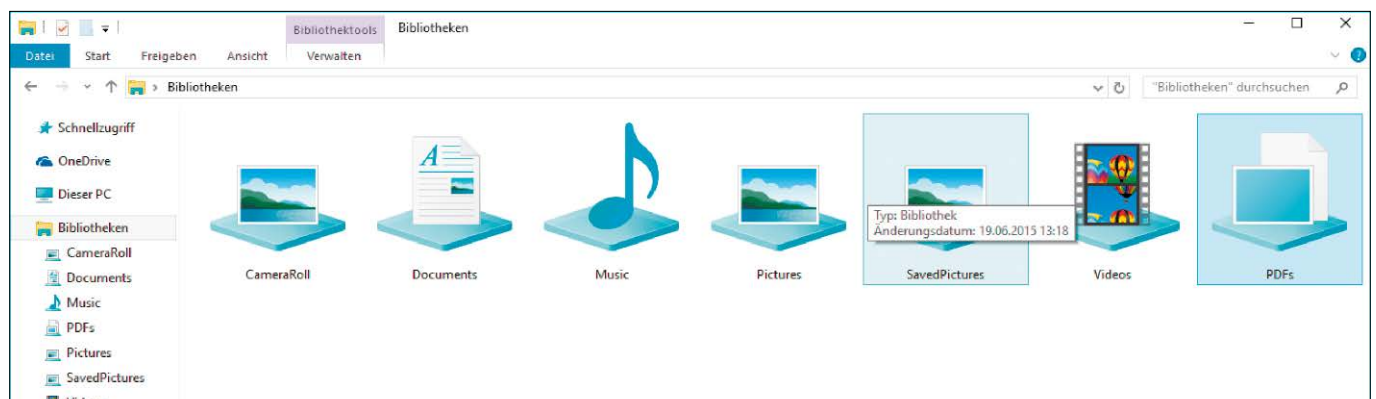 Bibliothektools Bibliotheken
Datei Start Freigeben Ansicht Verwalten
Bibliotheken "Bibliotheken" durchsuchen
Schnellzugriff
OneDrive
Dieser PC
Bibliotheken
CameraRoll
Documents
Music
PDFs
Pictures
SavedPictures
Typ: Bibliothek
Änderungsdatum: 19.06.2015 13:18
CameraRoll Documents Music Pictures SavedPictures Videos PDFs